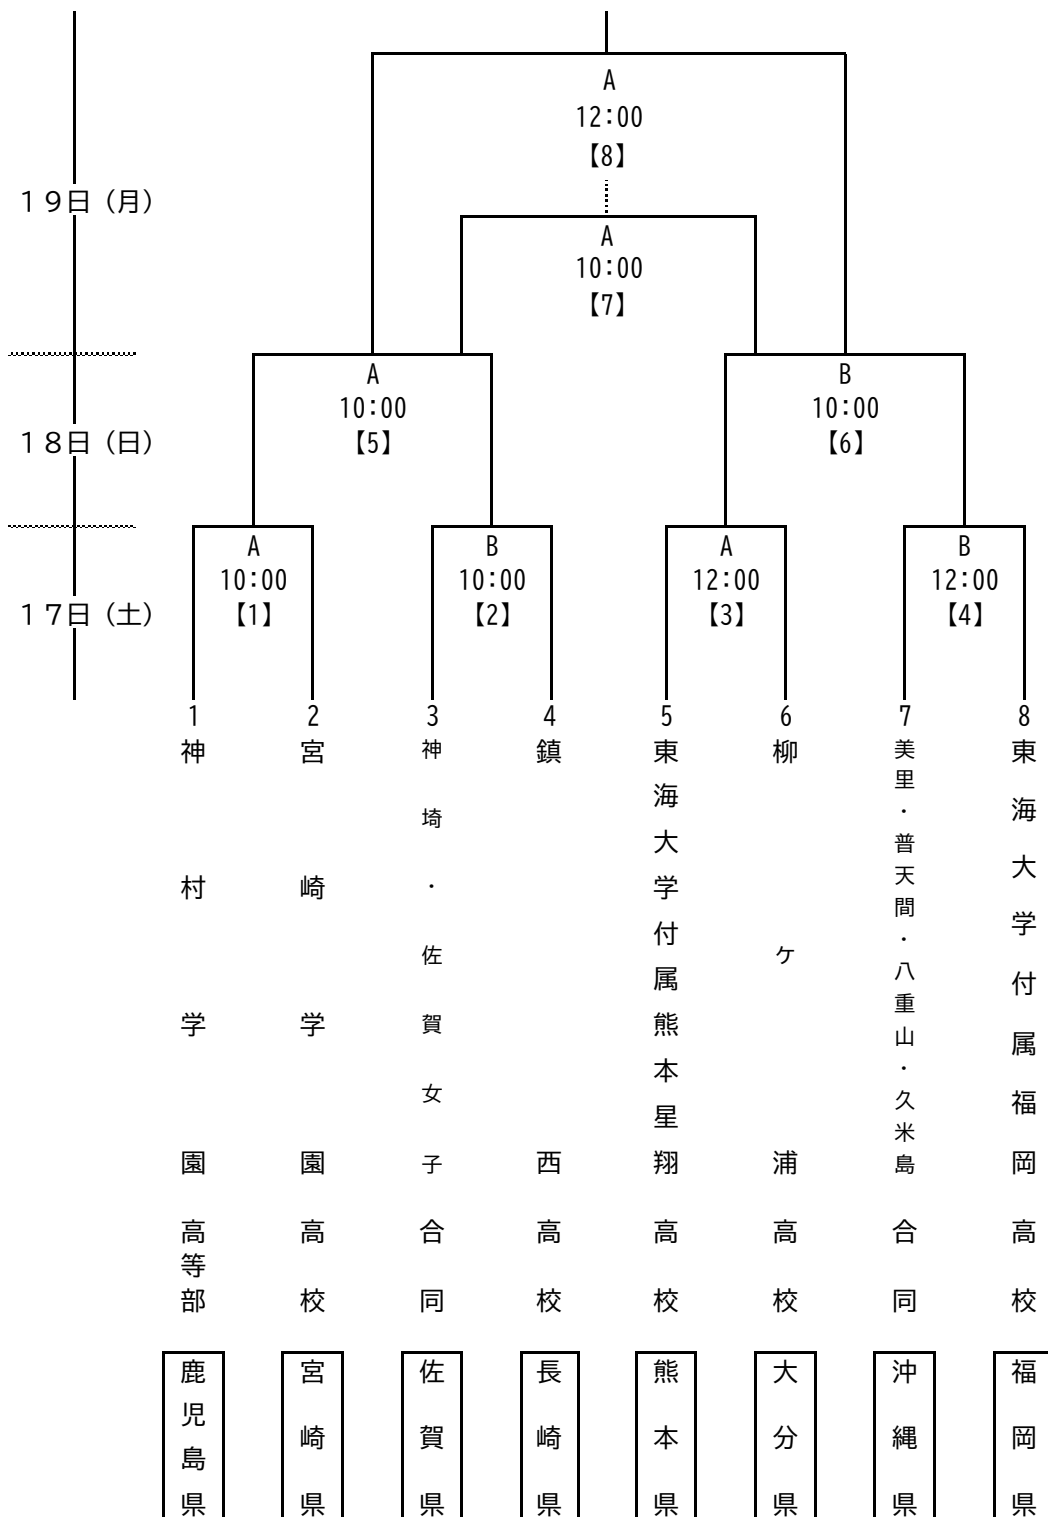 A
12:00
【8】
19日（月）
A
10:00
【7】
A
10:00
【5】
B
10:00
【6】
18日（日）
A
10:00
【1】
B
10:00
【2】
A
12:00
【3】
B
12:00
【4】
17日（土）
1
神村学園高等部
鹿児島県
2
宮崎学園高校
宮崎県
3
神埼・佐賀女子合同
佐賀県
4
鎮西高校
長崎県
5
東海大学付属熊本星翔高校
熊本県
6
柳ケ浦高校
大分県
7
美里・普天間・八重山・久米島合同
沖縄県
8
東海大学付属福岡高校
福岡県